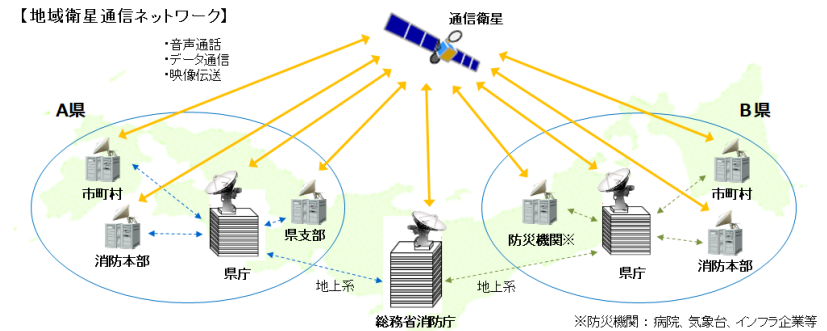 【地域衛星通信ネットワーク】
・音声通話
・データ通信
・映像伝送
通信衛星
A県
B県
市町村
消防本部
県庁
県支部
地上系
総務省消防庁
地上系
防災機関※
県庁
市町村
消防本部
※防災機関：病院、気象台、インフラ企業等